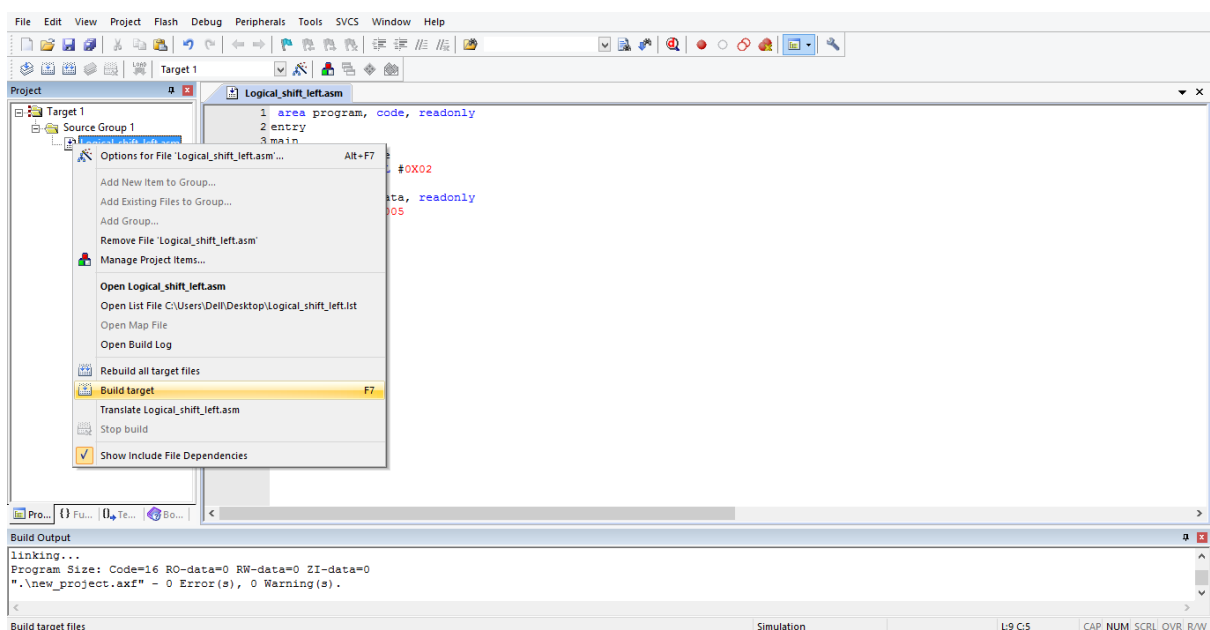 File Edit View Project Flash Debug Peripherals Tools SVCS Window Help
Target 1
Project
Logical_shift_left.asm
Target 1
Source Group 1
Logical_shift_left.asm
1 area program, code, readonly
2 entry
3 main
#0X02
ata, readonly
005
Options for File 'Logical_shift_left.asm'... Alt+F7
Add New Item to Group...
Add Existing Files to Group...
Add Group...
Remove File 'Logical_shift_left.asm'
Manage Project Items...
Open Logical_shift_left.asm
Open List File C:\Users\Dell\Desktop\Logical_shift_left.lst
Open Map File
Open Build Log
Rebuild all target files
Build target F7
Translate Logical_shift_left.asm
Stop build
Show Include File Dependencies
Pro... {} Fu... 0 Te... Bo...
Build Output
linking...
Program Size: Code=16 RO-data=0 RW-data=0 ZI-data=0
".\new_project.axf" - 0 Error(s), 0 Warning(s).
Build target files Simulation L:9 C:5 CAP NUM SCRL OVR R/W